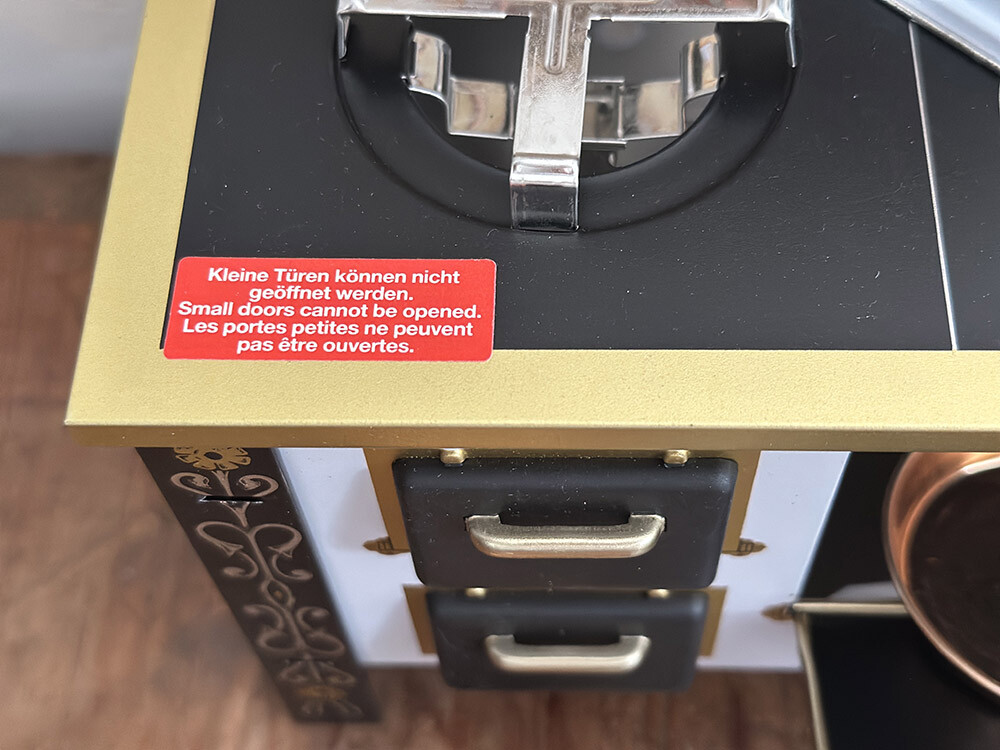 Kleine Türen können nicht
geöffnet werden.
Small doors cannot be opened.
Les portes petites ne peuvent
pas être ouvertes.